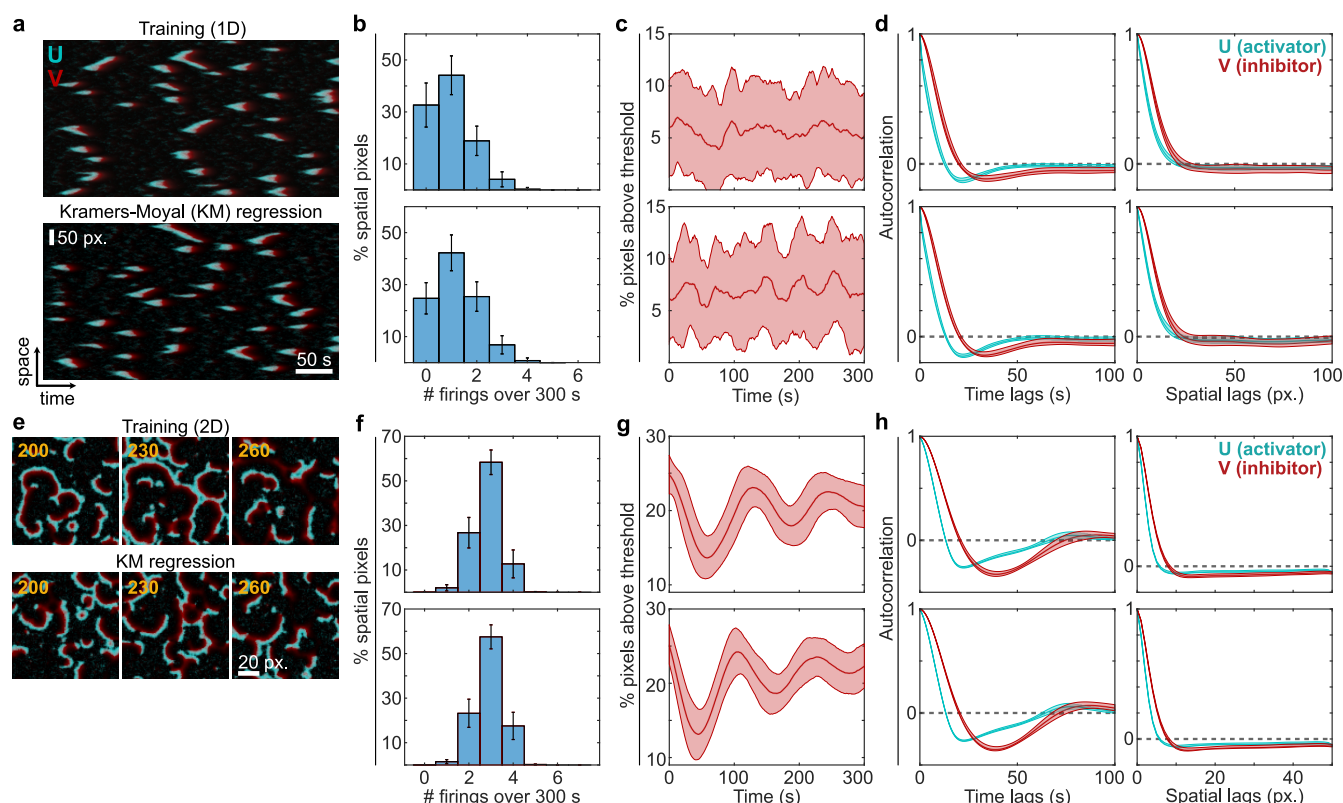 a
Training (1D)
U
V
Kramers-Moyal (KM) regression
50 px.
space
time
50 s
b
% spatial pixels
50
30
10
50
30
10
0 2 4 6
# firings over 300 s
c
% pixels above threshold
15
10
5
15
10
5
0 100 200 300
Time (s)
d
Autocorrelation
U (activator)
V (inhibitor)
1
0
1
0
1
0
1
0
0 50 100
Time lags (s)
0 50 100
Spatial lags (px.)
e
Training (2D)
200 230 260
KM regression
200 230 260
20 px.
f
% spatial pixels
70
50
30
10
70
50
30
10
0 2 4 6
# firings over 300 s
g
% pixels above threshold
30
20
10
30
20
10
0 100 200 300
Time (s)
h
Autocorrelation
U (activator)
V (inhibitor)
1
0
1
0
1
0
1
0
0 50 100
Time lags (s)
0 20 40
Spatial lags (px.)